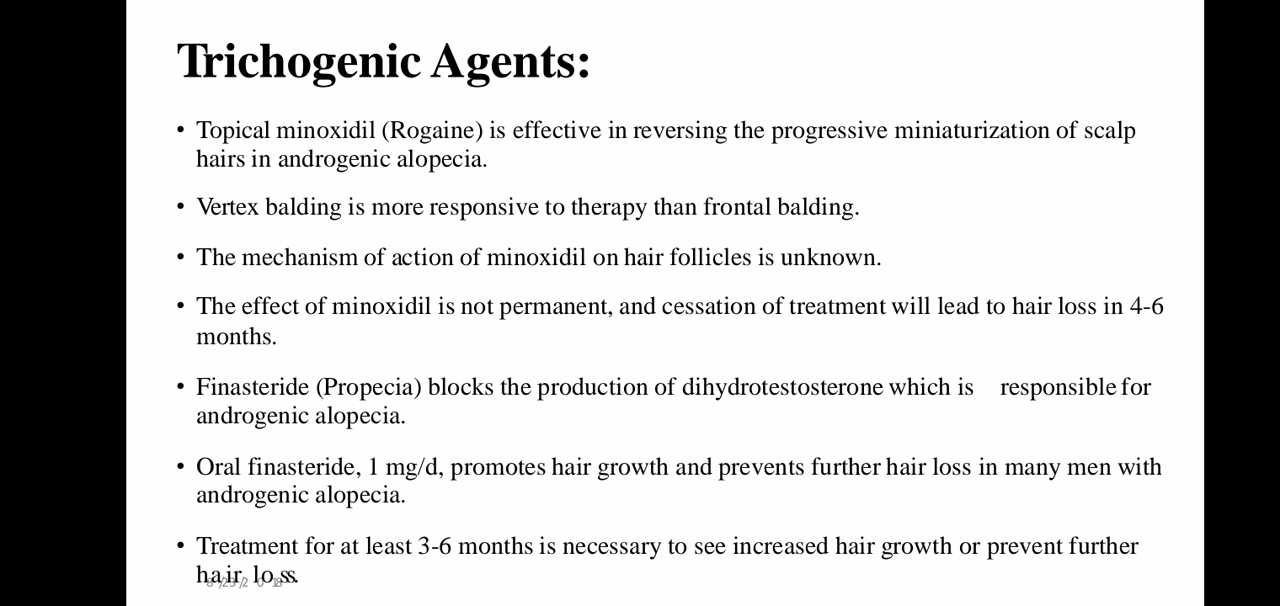 Trichogenic Agents:
• Topical minoxidil (Rogaine) is effective in reversing the progressive miniaturization of scalp
hairs in androgenic alopecia.
• Vertex balding is more responsive to therapy than frontal balding.
• The mechanism of action of minoxidil on hair follicles is unknown.
• The effect of minoxidil is not permanent, and cessation of treatment will lead to hair loss in 4-6
months.
• Finasteride (Propecia) blocks the production of dihydrotestosterone which is responsible for
androgenic alopecia.
• Oral finasteride, 1 mg/d, promotes hair growth and prevents further hair loss in many men with
androgenic alopecia.
• Treatment for at least 3-6 months is necessary to see increased hair growth or prevent further
hair loss.